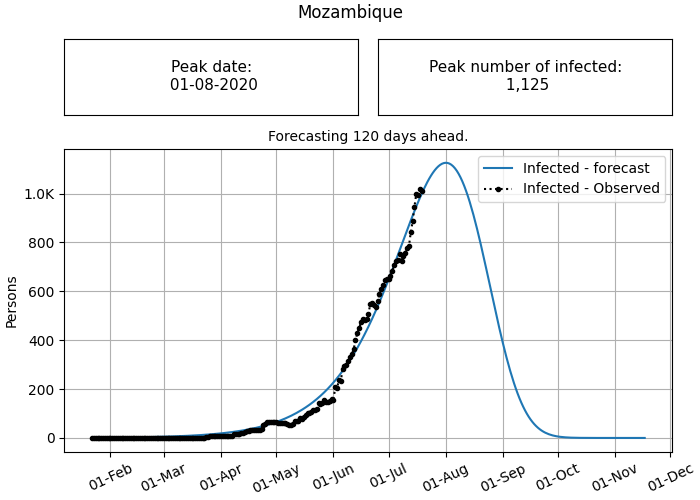 Mozambique
Peak date:
01-08-2020
Peak number of infected:
1,125
Forecasting 120 days ahead.
Infected - forecast
Infected - Observed
Persons
1.0K
800
600
400
200
0
01-Feb
01-Mar
01-Apr
01-May
01-Jun
01-Jul
01-Aug
01-Sep
01-Oct
01-Nov
01-Dec